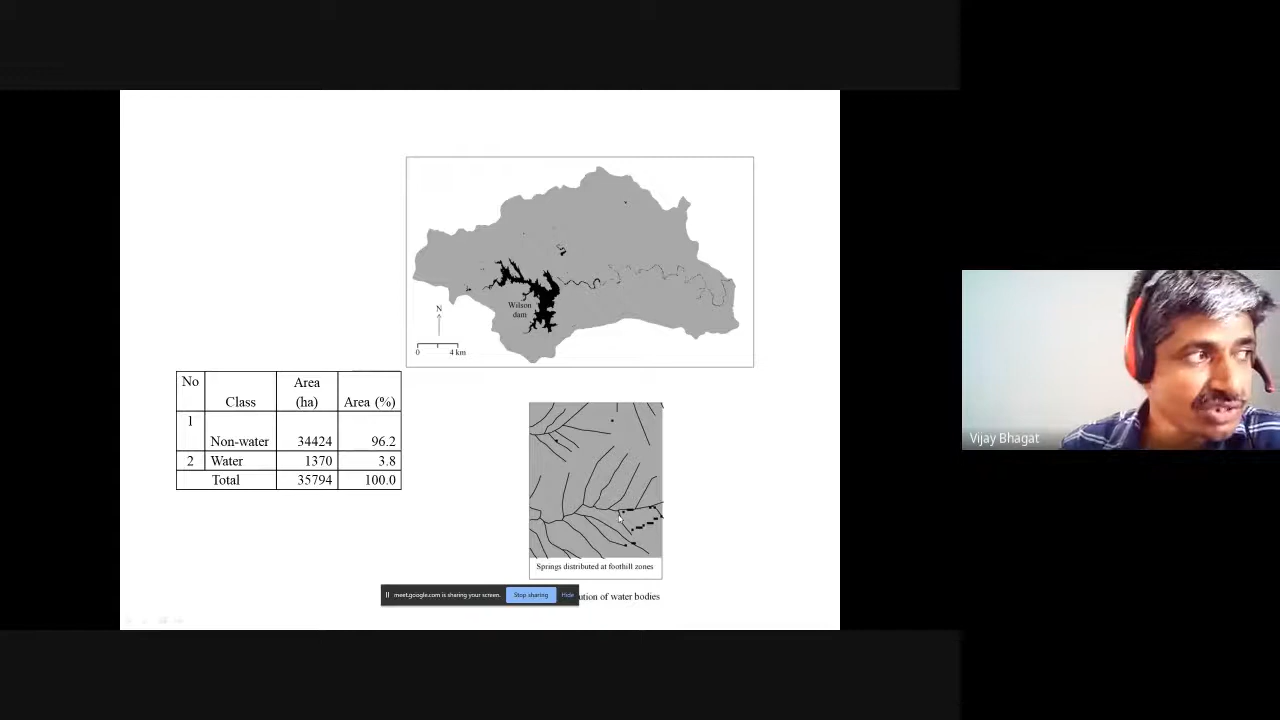 Wilson
dam
N
0 4 km
No Class Area (ha) Area (%)
1 Non-water 34424 96.2
2 Water 1370 3.8
Total 35794 100.0
Springs distributed at foothill zones
ution of water bodies
meet.google.com is sharing your screen. Stop sharing Hide
Vijay Bhagat